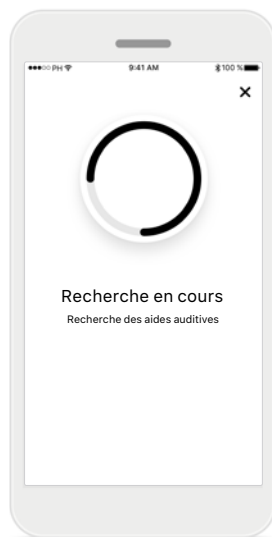 ●●●○○ PH 9:41 AM 100 %
Recherche en cours
Recherche des aides auditives